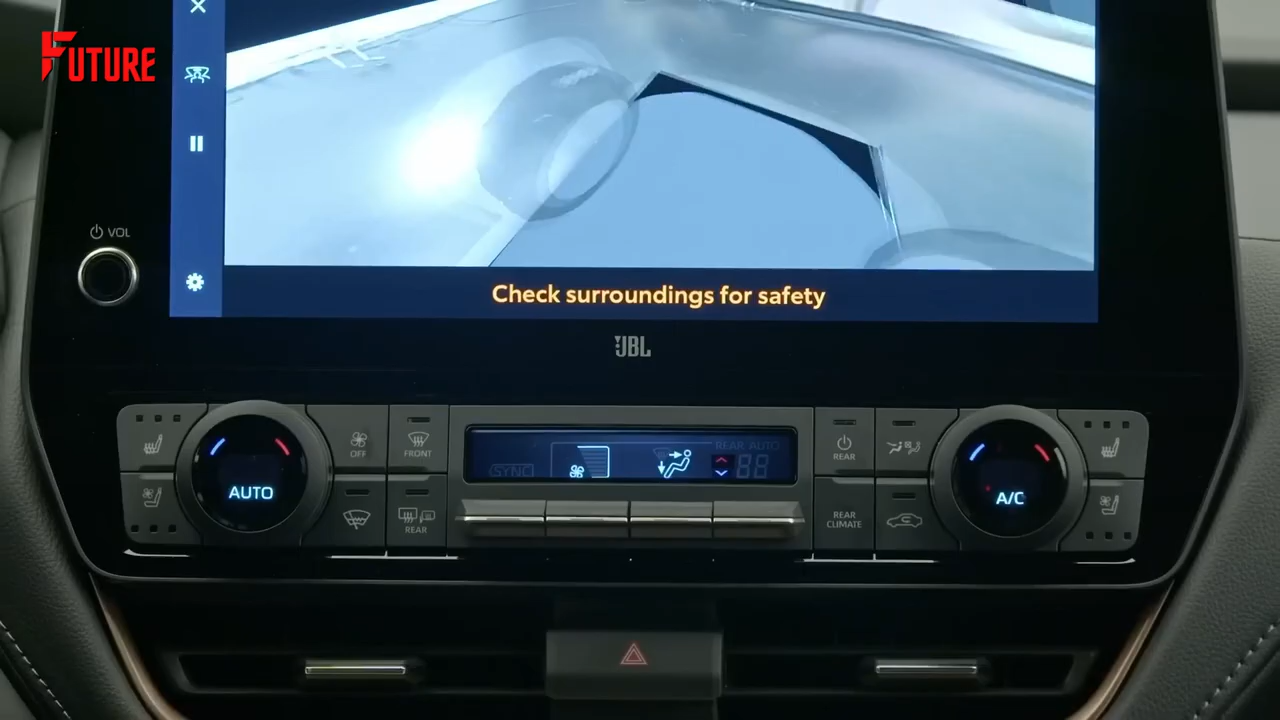 FUTURE
VOL
Check surroundings for safety
JBL
OFF
FRONT
REAR AUTO
REAR
SYNC
88
AUTO
A/C
REAR
REAR
CLIMATE